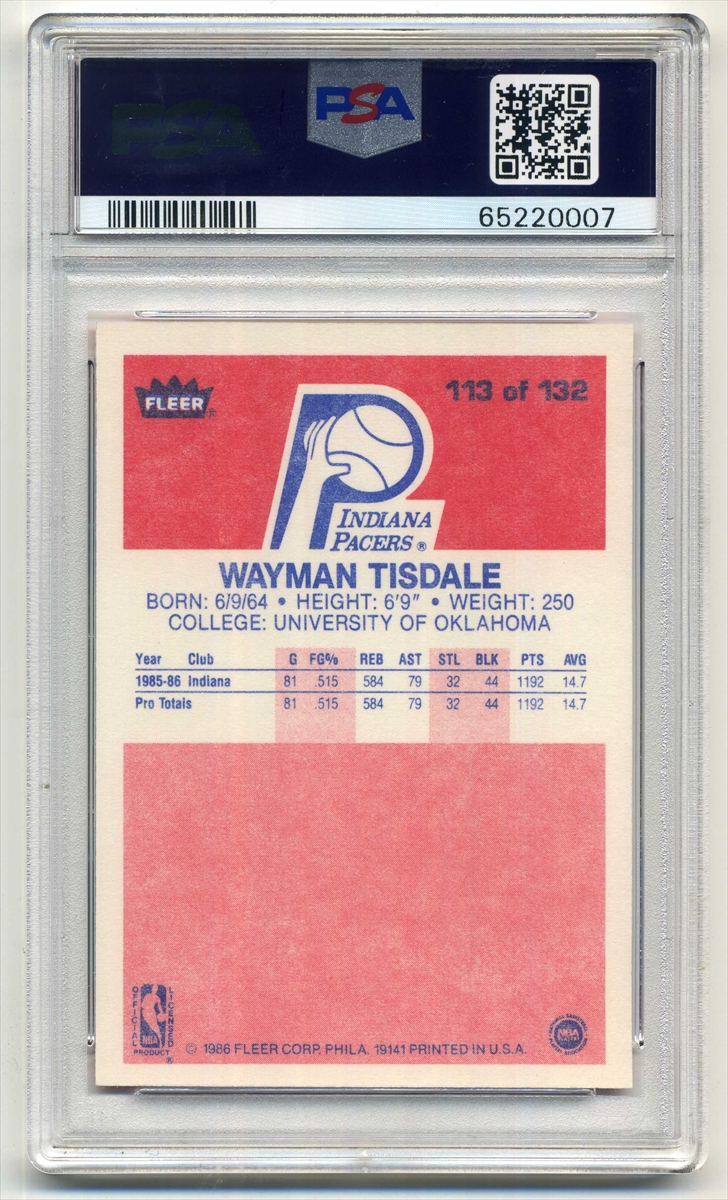 PSA PSA
65220007
FLEER® 113 of 132
INDIANA
PACERS ®
WAYMAN TISDALE
BORN: 6/9/64 • HEIGHT: 6'9" • WEIGHT: 250
COLLEGE: UNIVERSITY OF OKLAHOMA
Year Club G FG% REB AST STL BLK PTS AVG
1985-86 Indiana 81 .515 584 79 32 44 1192 14.7
Pro Totals 81 .515 584 79 32 44 1192 14.7
OFFICIAL NBA LICENSED
PRODUCT ®
© 1986 FLEER CORP. PHILA. 19141 PRINTED IN U.S.A.
NBA